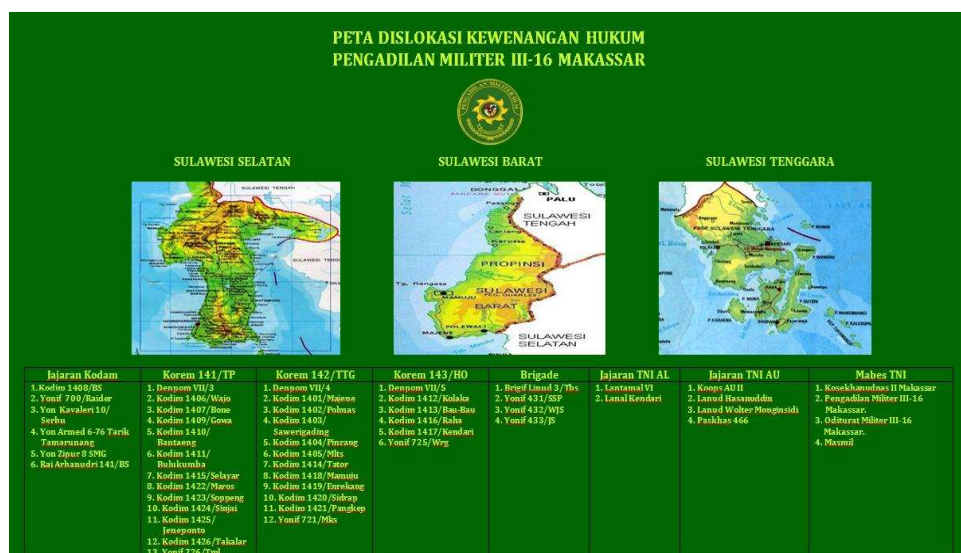 PETA DISLOKASI KEWENANGAN HUKUM
PENGADILAN MILITER III-16 MAKASSAR
SULAWESI SELATAN
SULAWESI BARAT
SULAWESI TENGGARA
SULAWESI TENGAH
DONGGAL
PALU
SULAWESI
TENGAH
PROPINSI
SULAWESI
BARAT
MAMUJU
MAJENE
POLEWALI
SULAWESI
SELATAN
PROP. SULAWESI TENGGARA
Jajaran Kodam
1.Kodim 1408/BS
2. Yonif 700/Raider
3. Yon Kavaleri 10/
Serbu
4. Yon Armed 6-76 Tarik
Tamarunang
5. Yon Zipur 8 SMG
6. Rai Arhanudri 141/BS
Korem 141/TP
1. Denpom VII/3
2. Kodim 1406/Wajo
3. Kodim 1407/Bone
4. Kodim 1409/Gowa
5. Kodim 1410/
Bantaeng
6. Kodim 1411/
Bulukumba
7. Kodim 1415/Selayar
8. Kodim 1422/Maros
9. Kodim 1423/Soppeng
10. Kodim 1424/Sinjai
11. Kodim 1425/
Jeneponto
12. Kodim 1426/Takalar
13. Yonif 726/Tml
Korem 142/TTG
1. Denpom VII/4
2. Kodim 1401/Majene
3. Kodim 1402/Polmas
4. Kodim 1403/
Sawerigading
5. Kodim 1404/Pinrang
6. Kodim 1405/Mlts
7. Kodim 1414/Tator
8. Kodim 1418/Mamuju
9. Kodim 1419/Enrekang
10. Kodim 1420/Sidrap
11. Kodim 1421/Pangkep
12. Yonif 721/Mks
Korem 143/HO
1. Denpom VII/5
2. Kodim 1412/Kolaka
3. Kodim 1413/Bau-Bau
4. Kodim 1416/Raha
5. Kodim 1417/Kendari
6. Yonif 725/Wrg
Brigade
1. Brigif Linud 3/Tbs
2. Yonif 431/SSP
3. Yonif 432/WJS
4. Yonif 433/JS
Jajaran TNI AL
1. Lantamal VI
2. Lanal Kendari
Jajaran TNI AU
1. Koops AU II
2. Lanud Hasanuddin
3. Lanud Wolter Monginsidi
4. Paskhas 466
Mabes TNI
1. Kosekhanudnas II Makassar
2. Pengadilan Militer III-16
Makassar.
3. Oditurat Militer III-16
Makassar.
4. Masmil